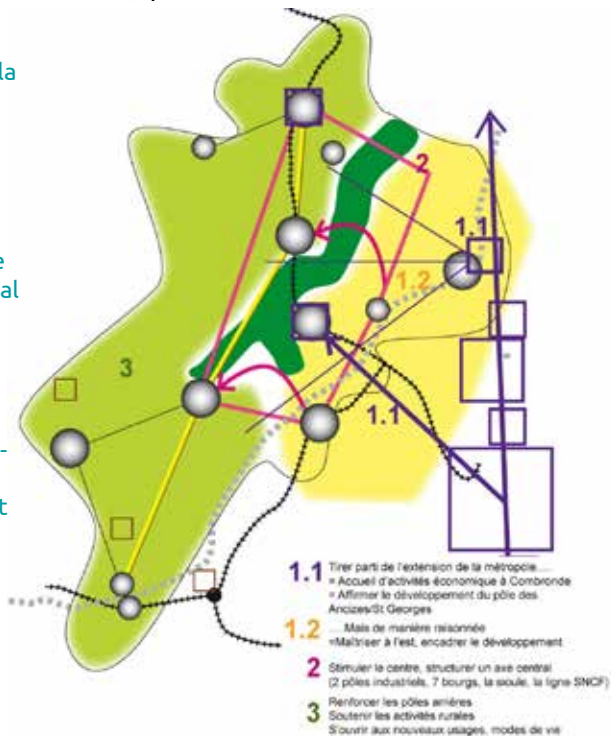 la
e
al
-
t
2
1.1
1.2
3
1.1
1.1 Tirer parti de l'extension de la métropole....
= Accueil d'activités économique à Combronde
= Affirmer le développement du pôle des
Ancizes/St Georges
1.2 ....Mais de manière raisonnée
=Maîtriser à l'est, encadrer le développement
2 Stimuler le centre, structurer un axe central
(2 pôles industriels, 7 bourgs, la sioule, la ligne SNCF)
3 Renforcer les pôles arrières
Soutenir les activités rurales
S'ouvrir aux nouveaux usages, modes de vie